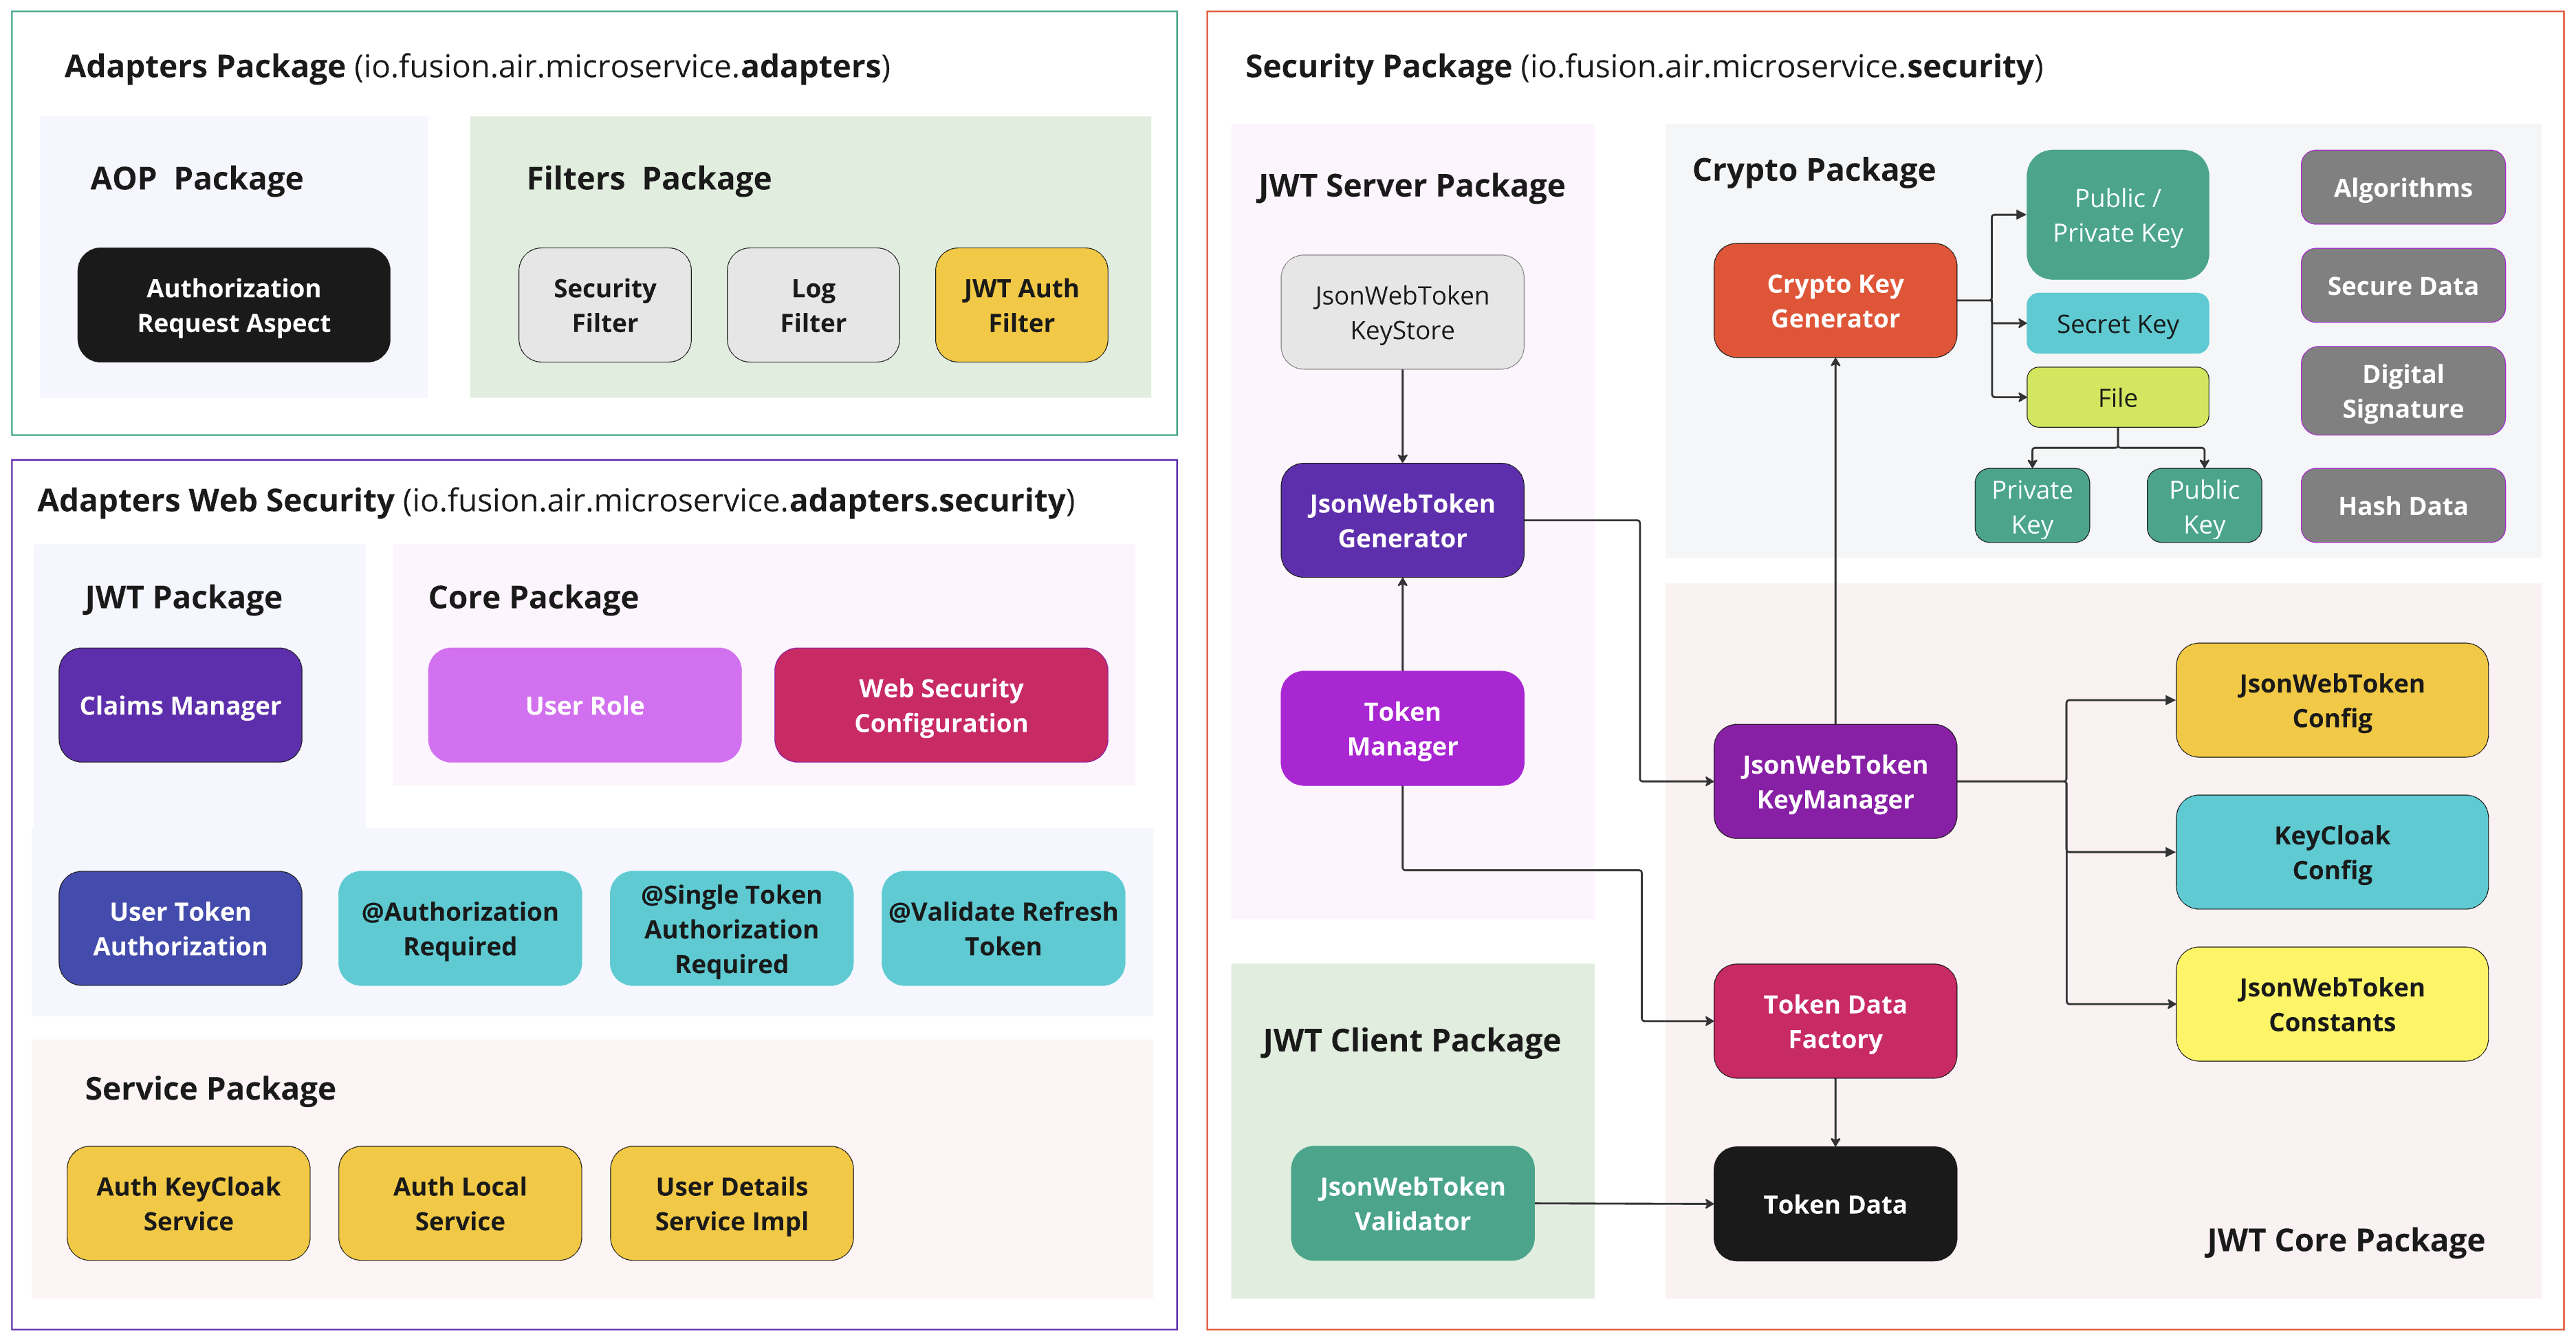 Adapters Package (io.fusion.air.microservice.adapters)
AOP Package
Authorization
Request Aspect
Filters Package
Security
Filter
Log
Filter
JWT Auth
Filter
Adapters Web Security (io.fusion.air.microservice.adapters.security)
JWT Package
Claims Manager
Core Package
User Role
Web Security
Configuration
User Token
Authorization
@Authorization
Required
@Single Token
Authorization
Required
@Validate Refresh
Token
Service Package
Auth KeyCloak
Service
Auth Local
Service
User Details
Service Impl
Security Package (io.fusion.air.microservice.security)
JWT Server Package
JsonWebToken
KeyStore
JsonWebToken
Generator
Token
Manager
Crypto Package
Crypto Key
Generator
Public /
Private Key
Secret Key
File
Private
Key
Public
Key
Algorithms
Secure Data
Digital
Signature
Hash Data
JsonWebToken
KeyManager
JsonWebToken
Config
KeyCloak
Config
JsonWebToken
Constants
Token Data
Factory
Token Data
JWT Core Package
JWT Client Package
JsonWebToken
Validator